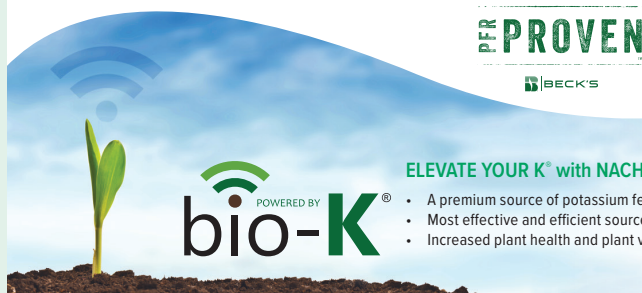 PFR PROVEN
BECK'S
ELEVATE YOUR K® with NACH
POWERED BY
bio-K®
• A premium source of potassium fe
• Most effective and efficient source
• Increased plant health and plant v